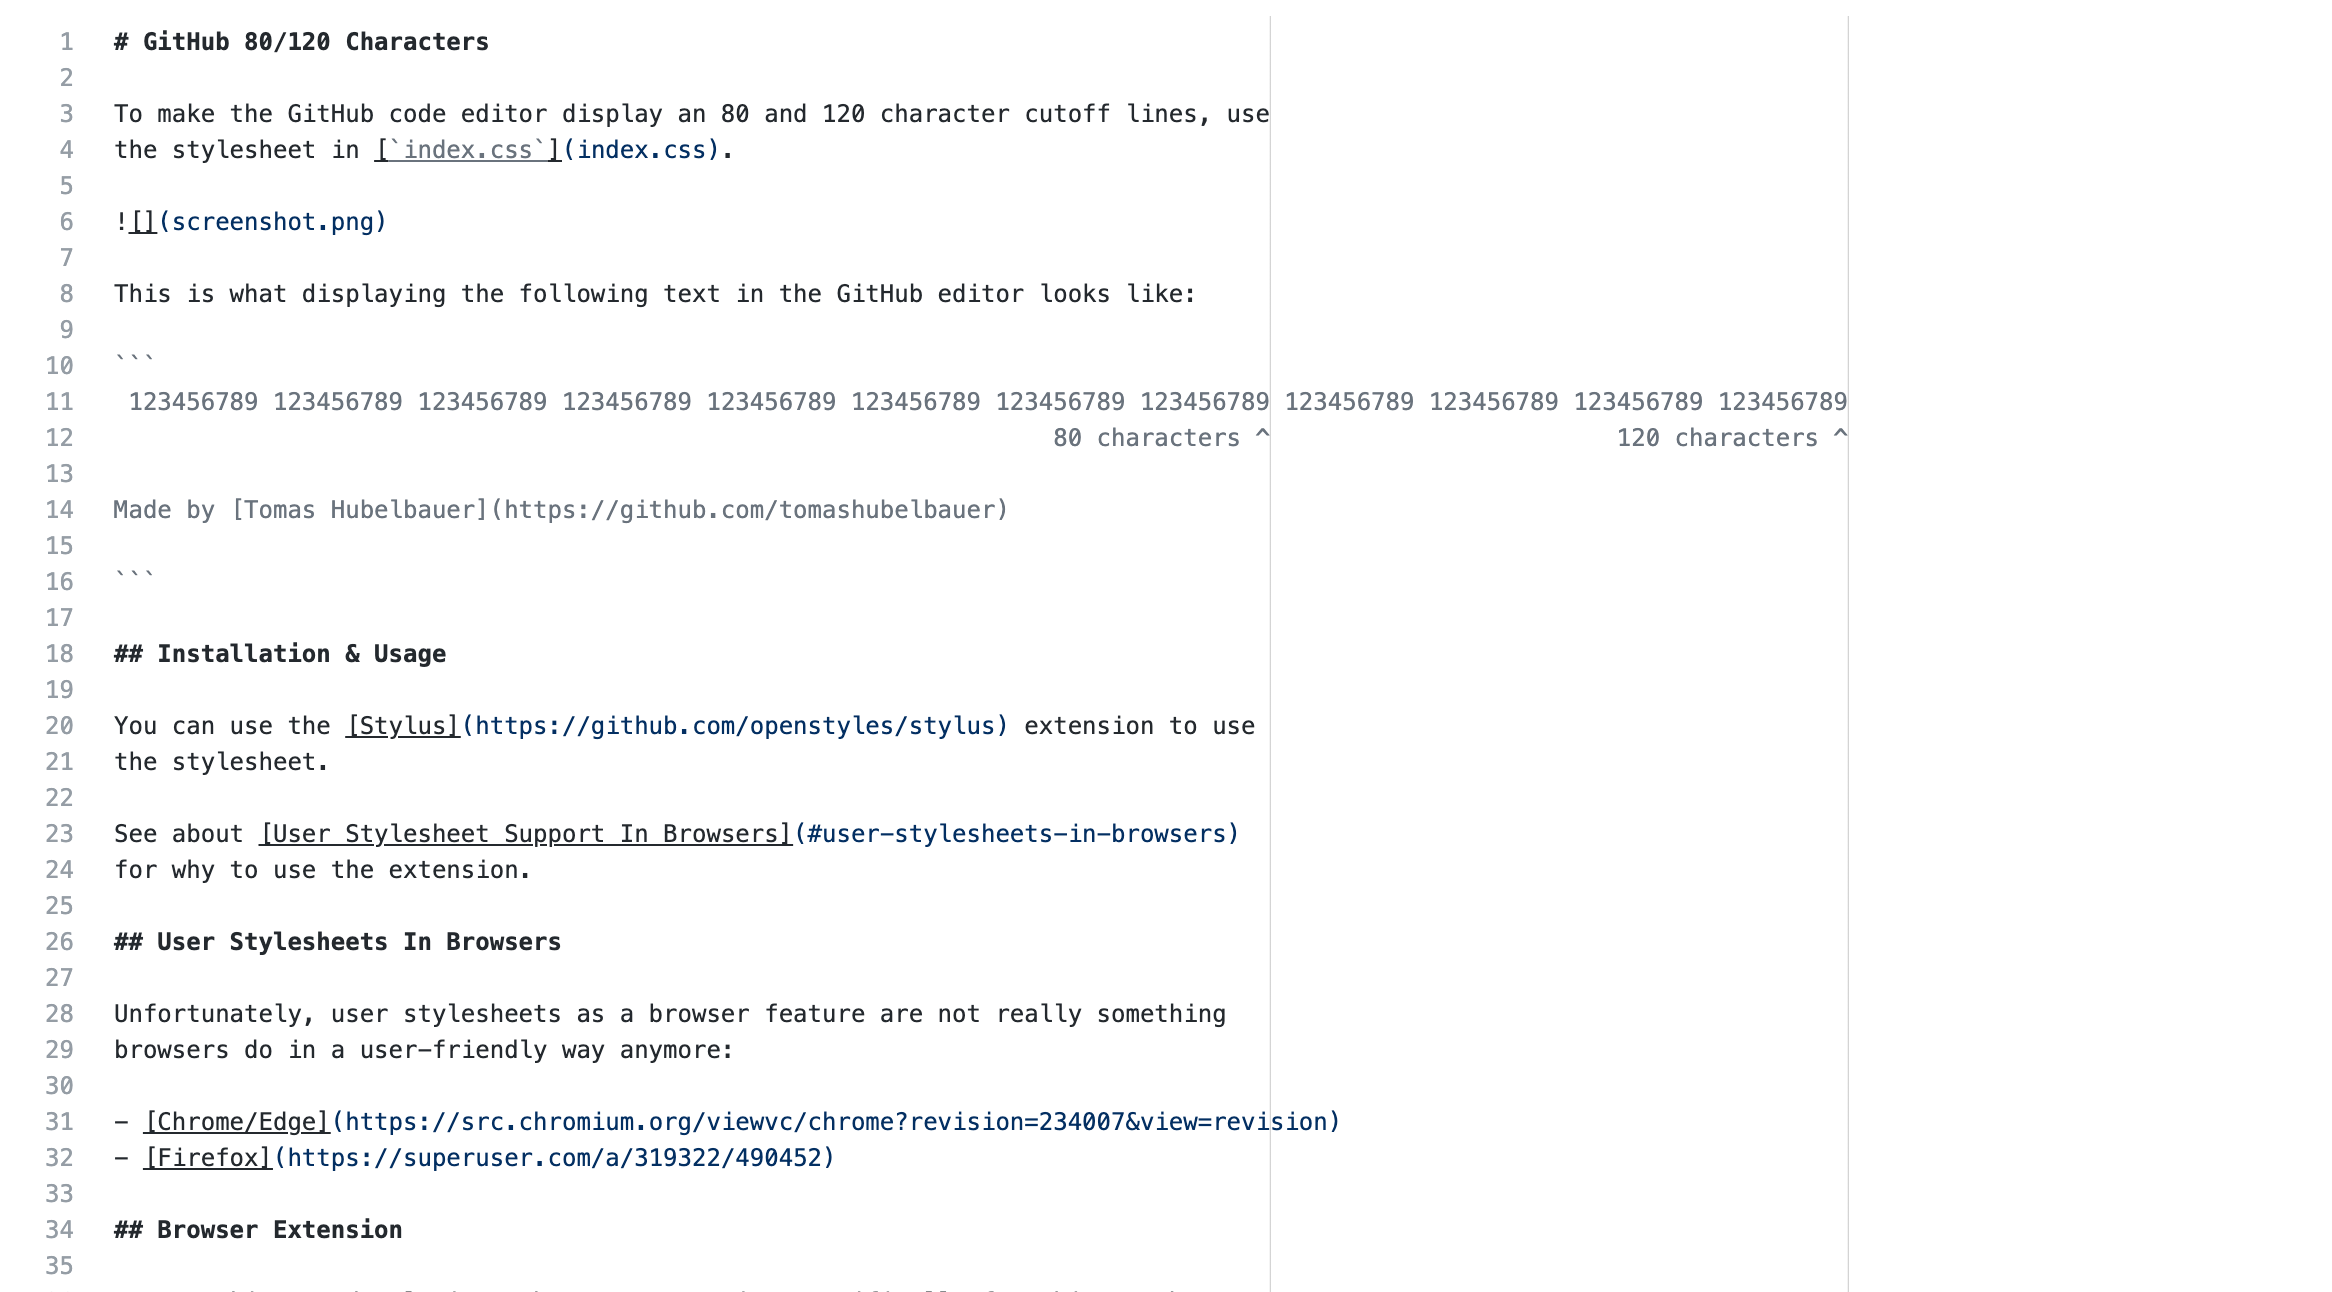 1 # GitHub 80/120 Characters
2
3 To make the GitHub code editor display an 80 and 120 character cutoff lines, use
4 the stylesheet in [`index.css`](index.css).
5
6 ![](screenshot.png)
7
8 This is what displaying the following text in the GitHub editor looks like:
9
10 ```
11  123456789 123456789 123456789 123456789 123456789 123456789 123456789 123456789 123456789 123456789 123456789 123456789
12                                                                  80 characters ^                        120 characters ^
13
14 Made by [Tomas Hubelbauer](https://github.com/tomashubelbauer)
15
16 ```
17
18 ## Installation & Usage
19
20 You can use the [Stylus](https://github.com/openstyles/stylus) extension to use
21 the stylesheet.
22
23 See about [User Stylesheet Support In Browsers](#user-stylesheets-in-browsers)
24 for why to use the extension.
25
26 ## User Stylesheets In Browsers
27
28 Unfortunately, user stylesheets as a browser feature are not really something
29 browsers do in a user-friendly way anymore:
30
31 - [Chrome/Edge](https://src.chromium.org/viewvc/chrome?revision=234007&view=revision)
32 - [Firefox](https://superuser.com/a/319322/490452)
33
34 ## Browser Extension
35